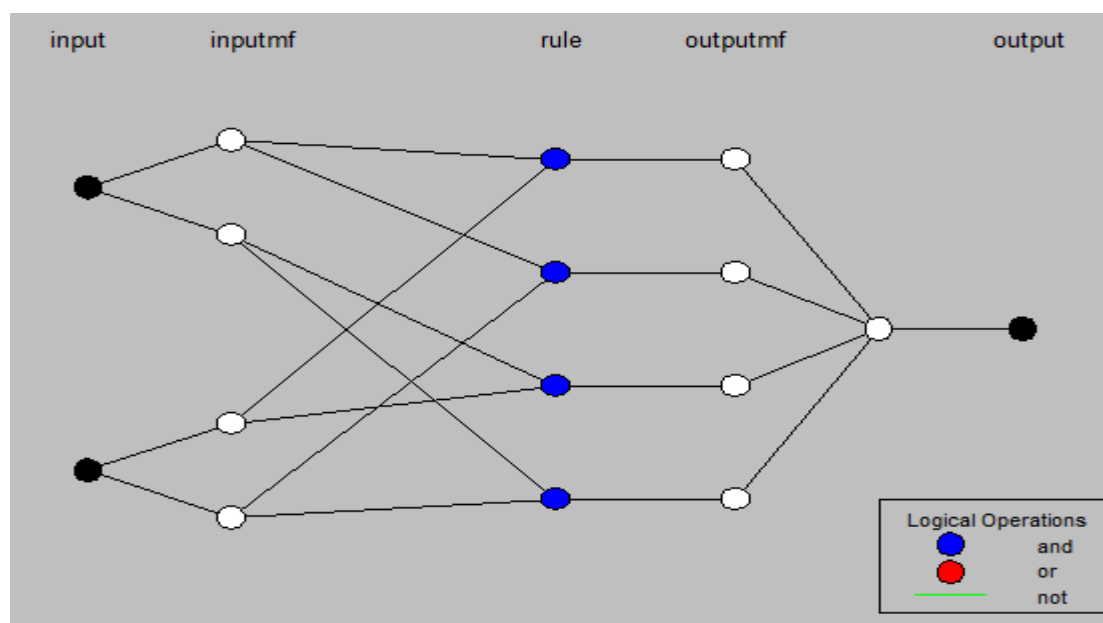 input inputmf rule outputmf output
Logical Operations
and
or
not